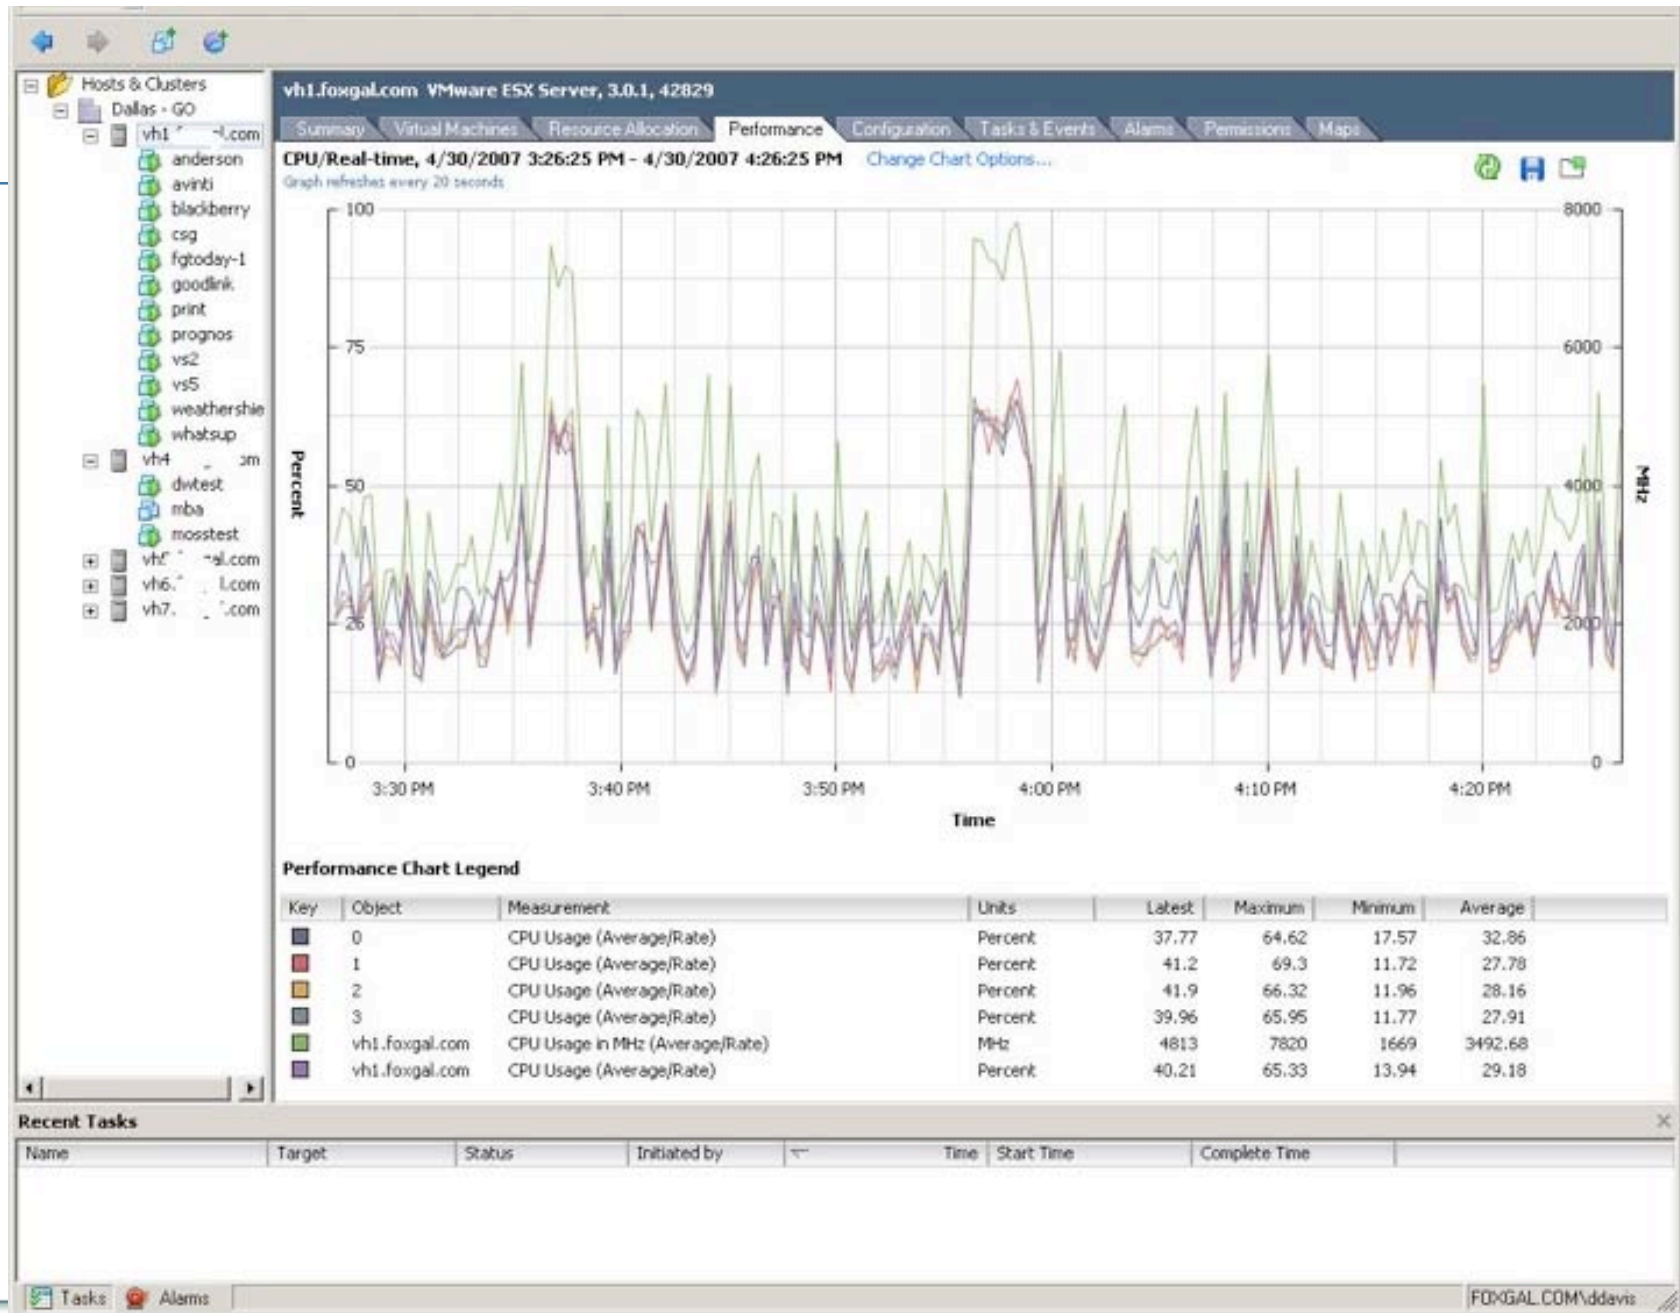 Hosts & Clusters
Dallas - GO
vh1 l.com
anderson
avinti
blackberry
csg
fgtoday-1
goodlink
print
prognos
vs2
vs5
weathershie
whatsup
vh4 om
dwtest
mba
mosstest
al.com
vh6. l.com
vh7. .com
vh1.foxgal.com VMware ESX Server, 3.0.1, 42829
Summary Virtual Machines Resource Allocation Performance Configuration Tasks & Events Alarms Permissions Maps
CPU/Real-time, 4/30/2007 3:26:25 PM - 4/30/2007 4:26:25 PM Change Chart Options...
Graph refreshes every 20 seconds
100 8000
75 6000
Percent
50 4000
MHz
25 2000
0 0
3:30 PM 3:40 PM 3:50 PM 4:00 PM 4:10 PM 4:20 PM
Time
Performance Chart Legend
Key Object Measurement Units Latest Maximum Minimum Average
0 CPU Usage (Average/Rate) Percent 37.77 64.62 17.57 32.86
1 CPU Usage (Average/Rate) Percent 41.2 69.3 11.72 27.78
2 CPU Usage (Average/Rate) Percent 41.9 66.32 11.96 28.16
3 CPU Usage (Average/Rate) Percent 39.96 65.95 11.77 27.91
vh1.foxgal.com CPU Usage in MHz (Average/Rate) MHz 4813 7820 1669 3492.68
vh1.foxgal.com CPU Usage (Average/Rate) Percent 40.21 65.33 13.94 29.18
Recent Tasks
Name Target Status Initiated by Time Start Time Complete Time
Tasks Alarms FOXGAL.COM\ddavis